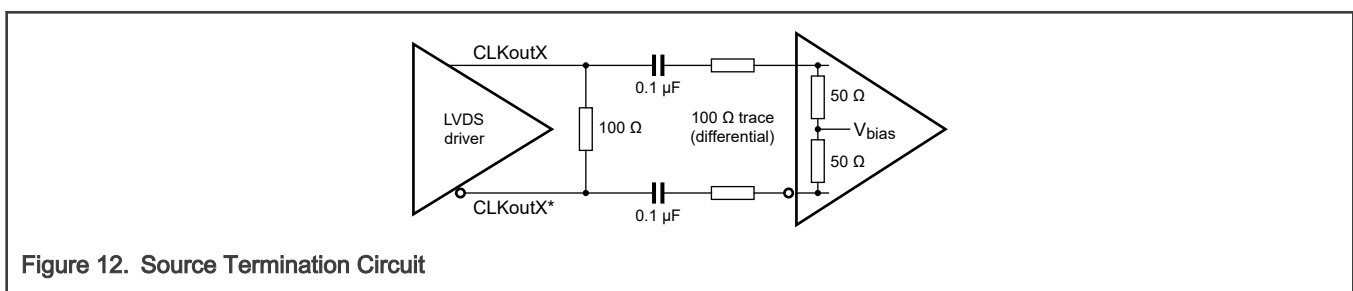 CLKoutX
0.1 μF
50 Ω
LVDS
driver
100 Ω
100 Ω trace
(differential)
Vbias
50 Ω
CLKoutX*
0.1 μF
Figure 12. Source Termination Circuit